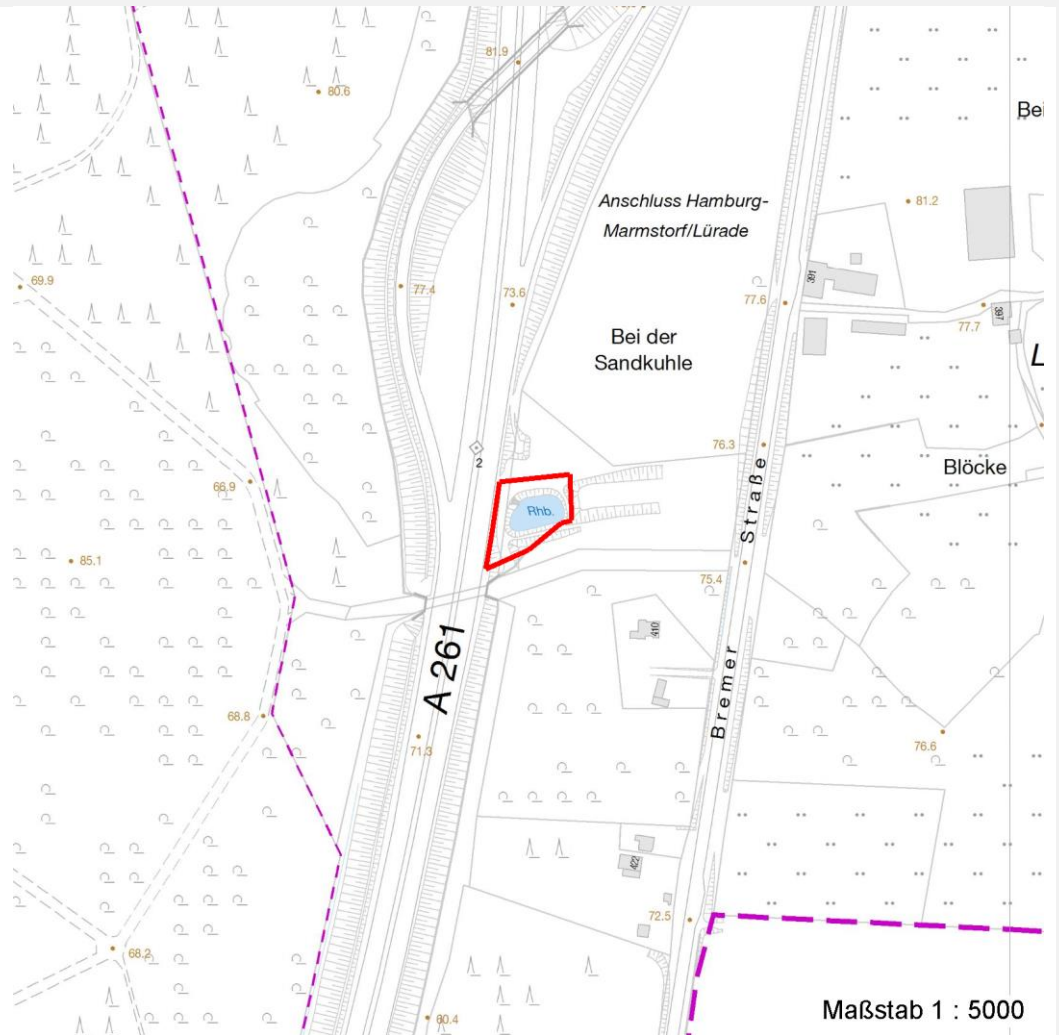 81.9
80.6
Bei
Anschluss Hamburg-
Marmstorf/Lürade
81.2
391
69.9
77.4
73.6
77.6
77.7
397
Bei der
Sandkuhle
L
76.3
2
Blöcke
66.9
Rhb.
85.1
75.4
Bremer Straße
410
A 261
68.8
71.3
76.6
422
72.5
68.2
60.4
Maßstab 1 : 5000